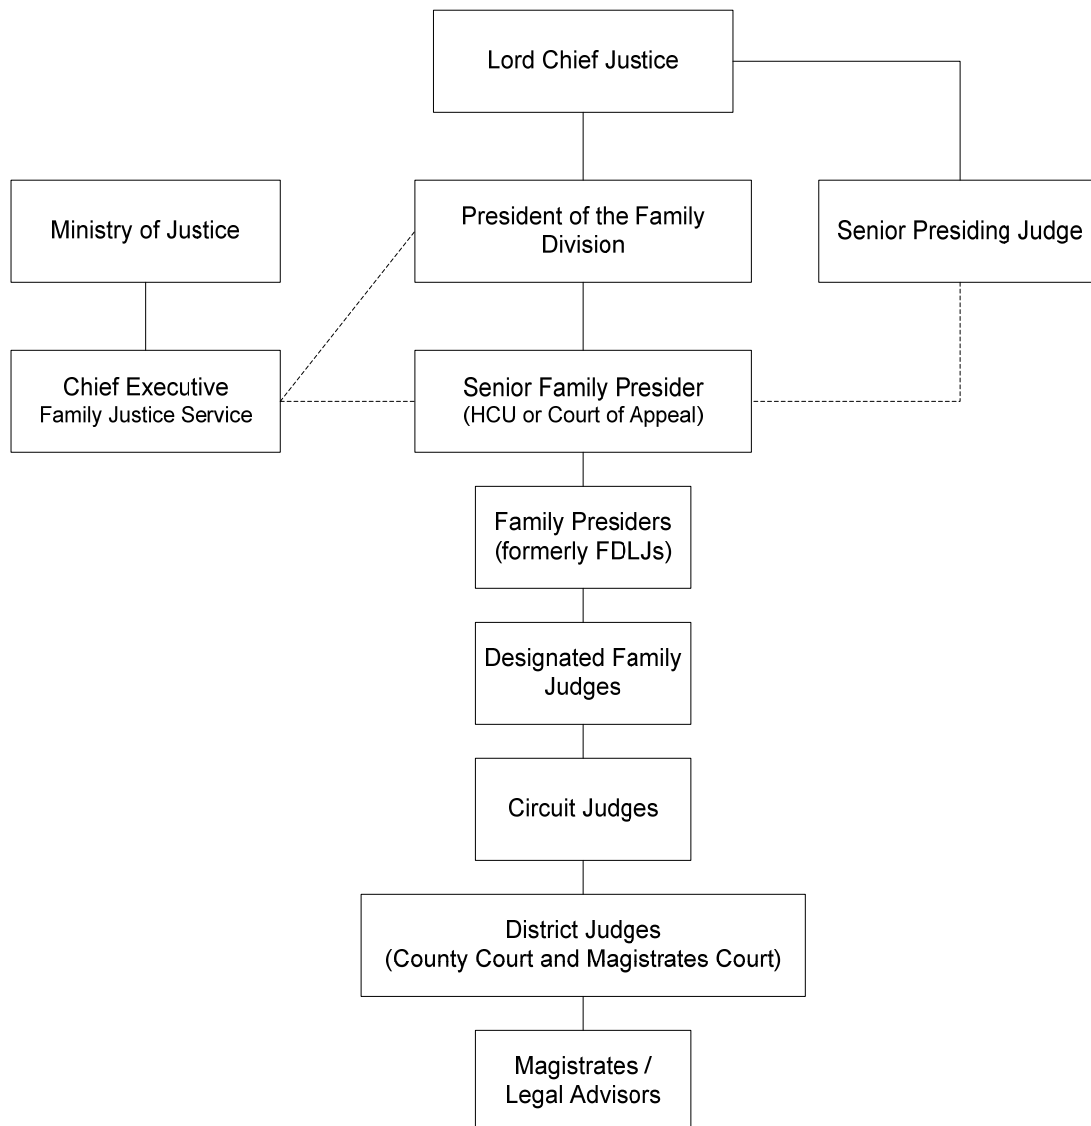 Lord Chief Justice
Ministry of Justice
President of the Family
Division
Senior Presiding Judge
Chief Executive
Family Justice Service
Senior Family Presider
(HCU or Court of Appeal)
Family Presiders
(formerly FDLJs)
Designated Family
Judges
Circuit Judges
District Judges
(County Court and Magistrates Court)
Magistrates /
Legal Advisors